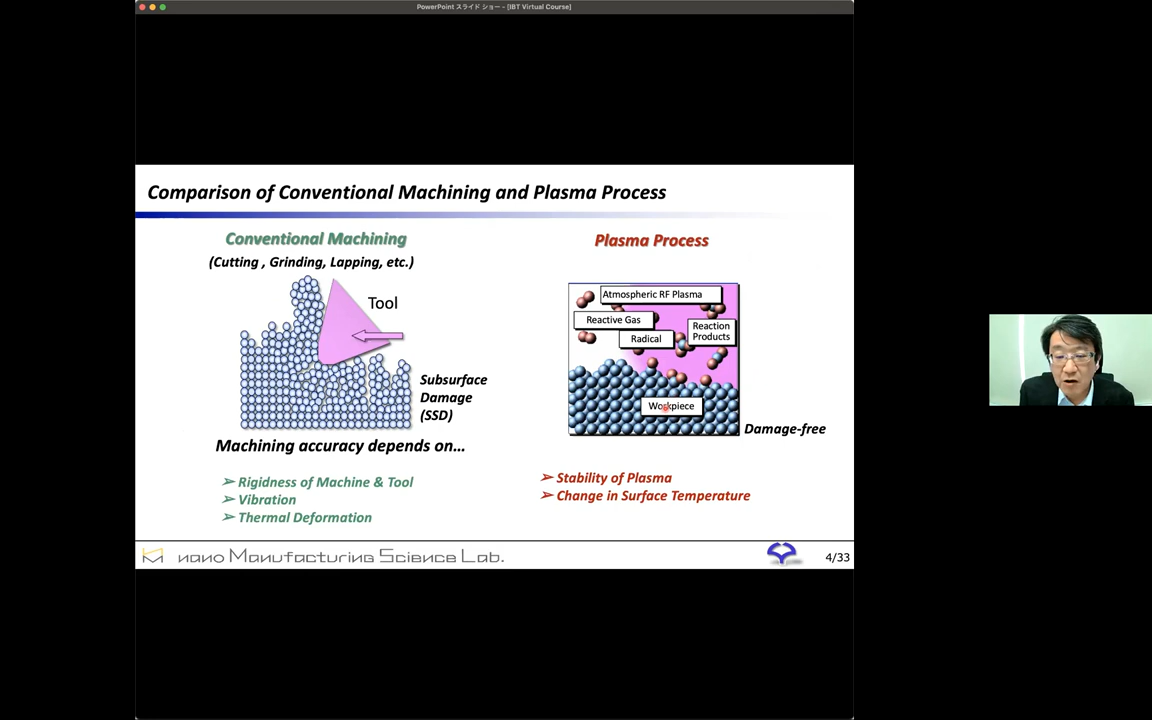 PowerPoint スライド ショー - [IBT Virtual Course]
Comparison of Conventional Machining and Plasma Process
Conventional Machining
(Cutting , Grinding, Lapping, etc.)
Tool
Subsurface
Damage
(SSD)
Machining accuracy depends on…
➢ Rigidness of Machine & Tool
➢ Vibration
➢ Thermal Deformation
Plasma Process
Atmospheric RF Plasma
Reactive Gas
Radical
Reaction
Products
Workpiece
Damage-free
➢ Stability of Plasma
➢ Change in Surface Temperature
nano Manufacturing Science Lab.
4/33